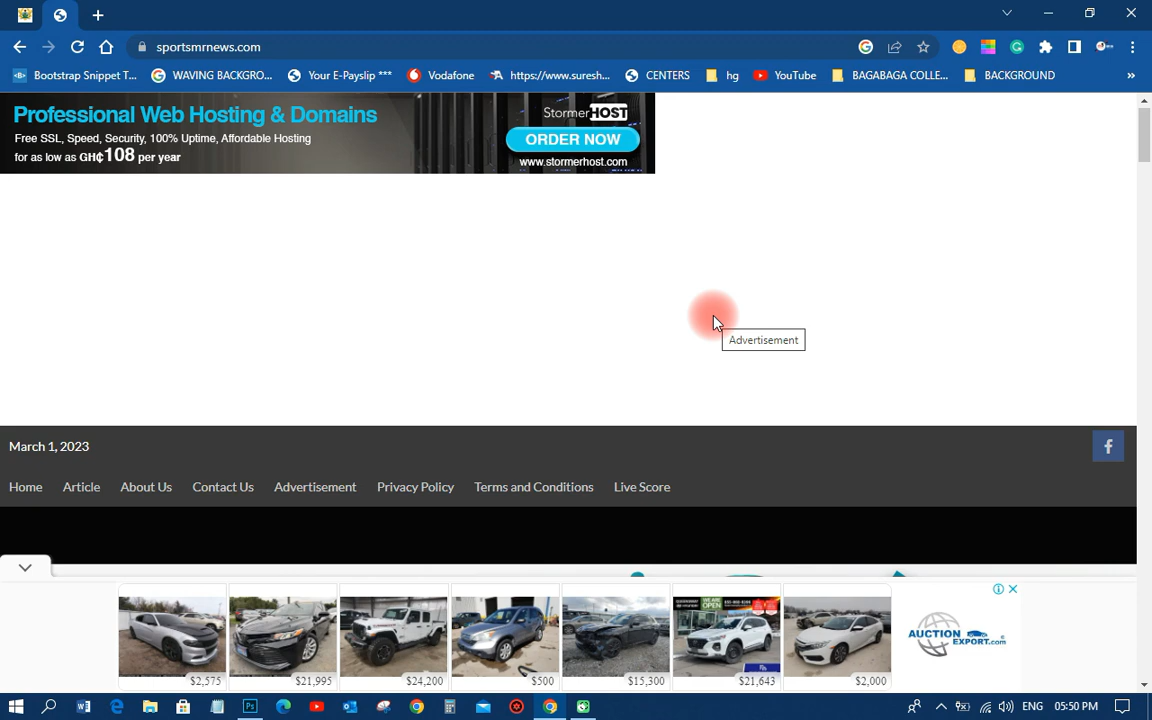 sportsmrnews.com
Bootstrap Snippet T... WAVING BACKGRO... Your E-Payslip *** Vodafone https://www.suresh... CENTERS hg YouTube BAGABAGA COLLE... BACKGROUND »
Professional Web Hosting & Domains
Free SSL, Speed, Security, 100% Uptime, Affordable Hosting
for as low as GH₵108 per year
StormerHOST
ORDER NOW
www.stormerhost.com
Advertisement
March 1, 2023
Home Article About Us Contact Us Advertisement Privacy Policy Terms and Conditions Live Score
$2,575 $21,995 $24,200 $500 $15,300 $21,643 $2,000
AUCTION
EXPORT.com
ENG 05:50 PM